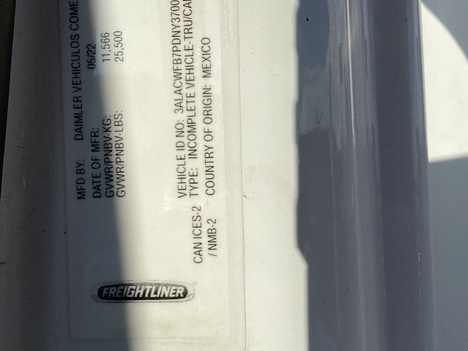 MFD BY: DAIMLER VEHICULOS COME
DATE OF MFR: 05/22
GVWR/PNBV-KG: 11,566
GVWR/PNBV-LBS: 25,500
VEHICLE ID NO: 3ALACWFB7PDNY3700
TYPE: INCOMPLETE VEHICLE-TRU/CA
COUNTRY OF ORIGIN: MEXICO
CAN ICES-2
/ NMB-2
FREIGHTLINER